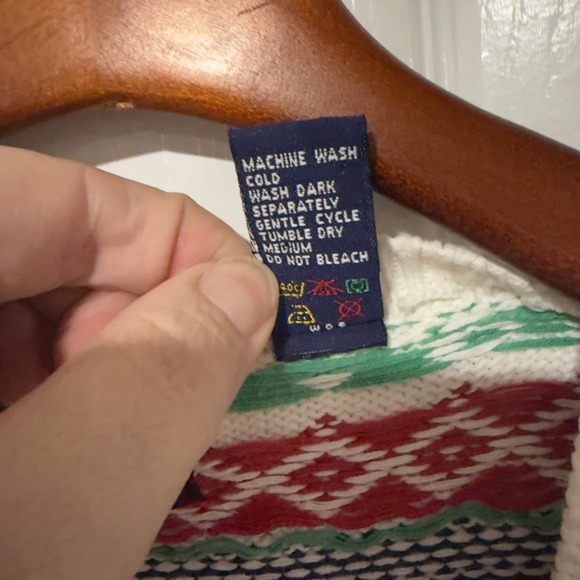 MACHINE WASH
COLD
WASH DARK
SEPARATELY
GENTLE CYCLE
TUMBLE DRY
MEDIUM
DO NOT BLEACH